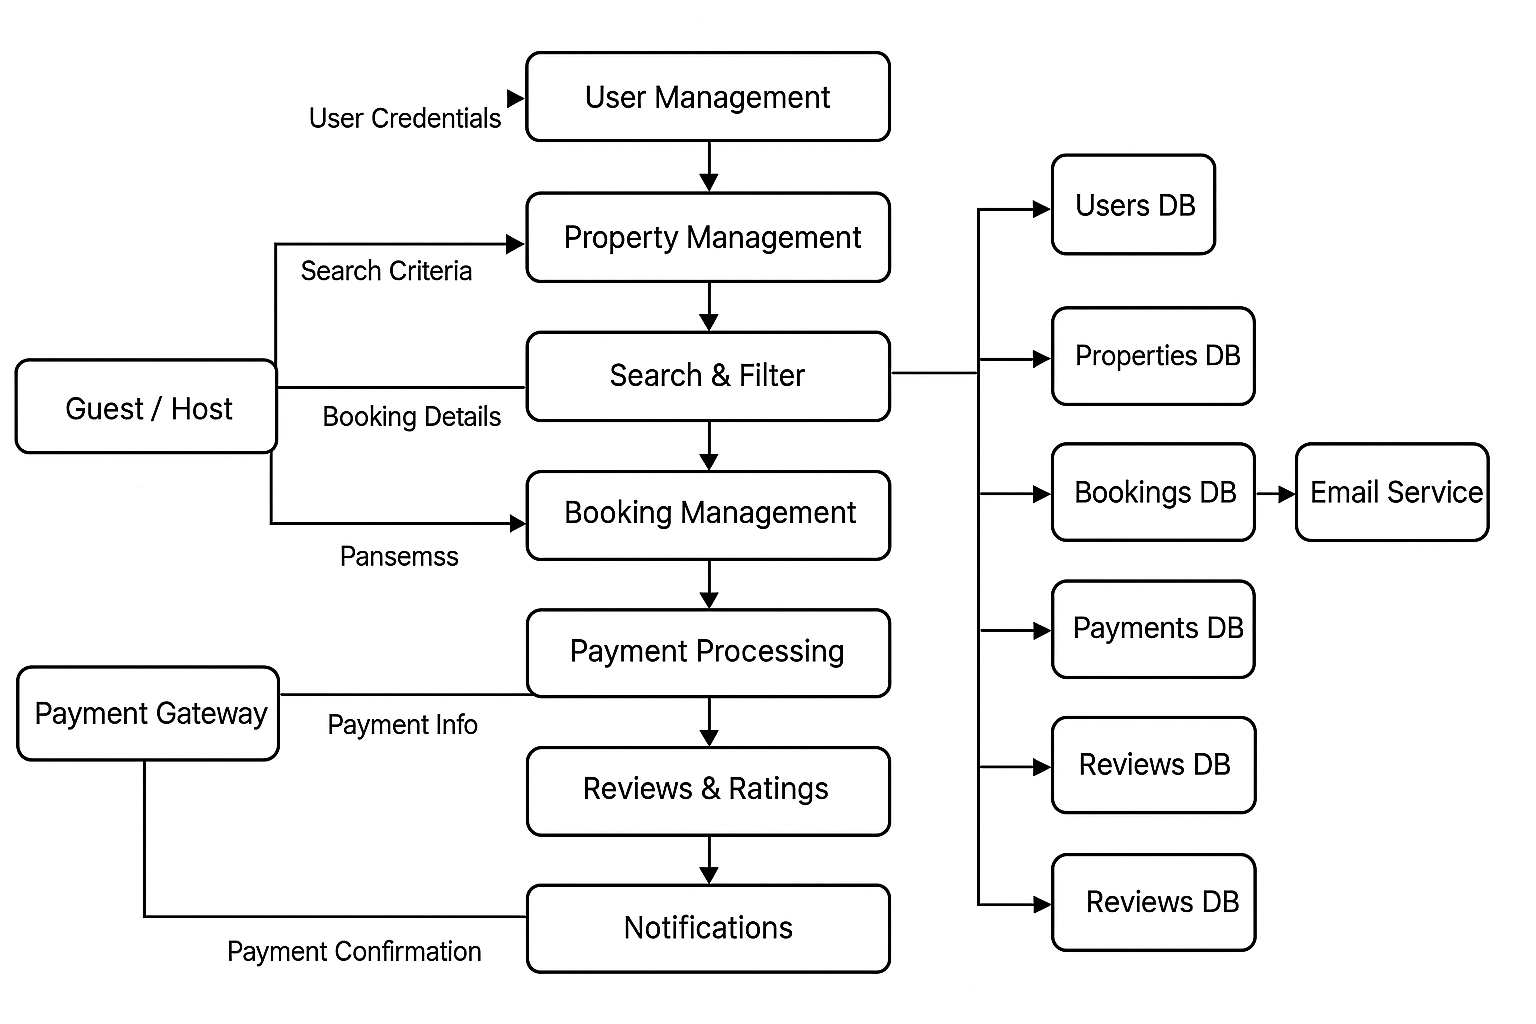 User Management
User Credentials
Users DB
Property Management
Search Criteria
Properties DB
Search & Filter
Guest / Host
Booking Details
Bookings DB
Email Service
Booking Management
Pansemss
Payments DB
Payment Processing
Payment Gateway
Payment Info
Reviews DB
Reviews & Ratings
Reviews DB
Notifications
Payment Confirmation